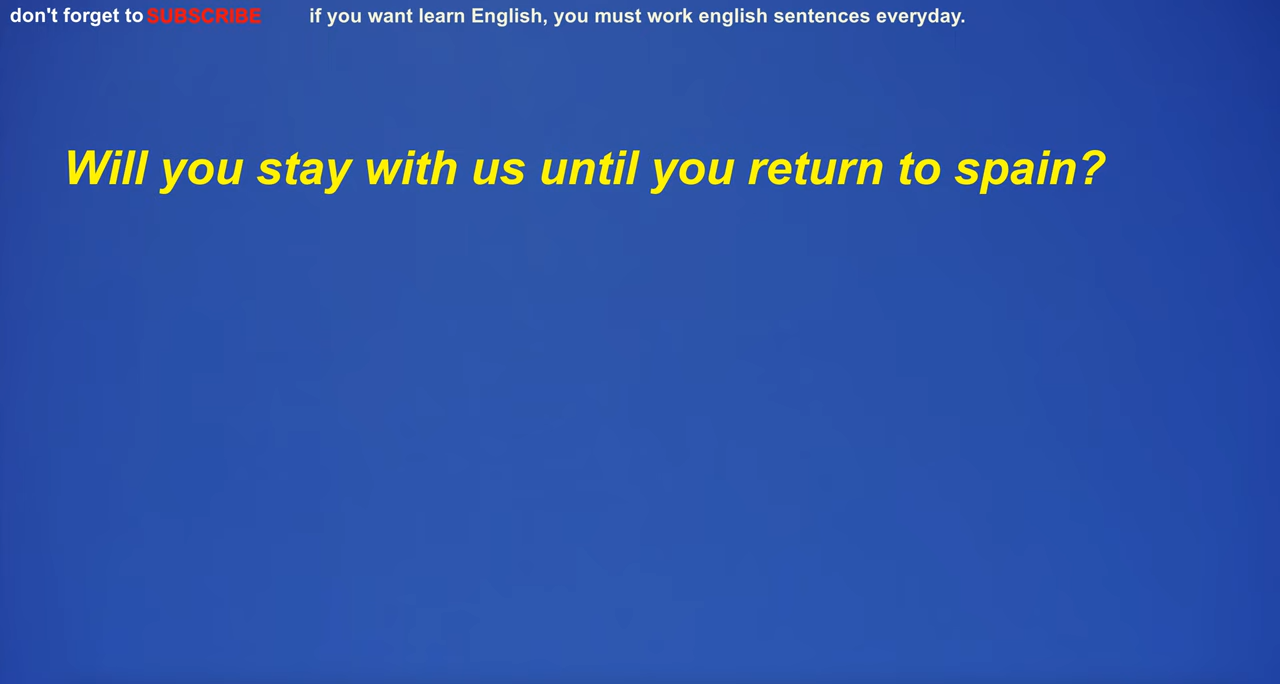 don't forget to SUBSCRIBE if you want learn English, you must work english sentences everyday.
Will you stay with us until you return to spain?